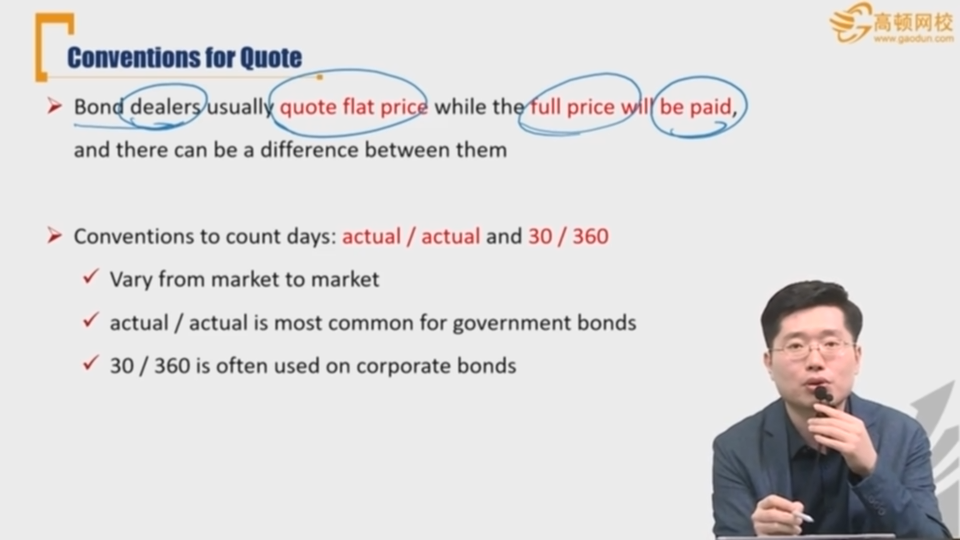 Conventions for Quote
高顿网校
www.gaodun.com
Bond dealers usually quote flat price while the full price will be paid,
and there can be a difference between them
Conventions to count days: actual / actual and 30 / 360
Vary from market to market
actual / actual is most common for government bonds
30 / 360 is often used on corporate bonds